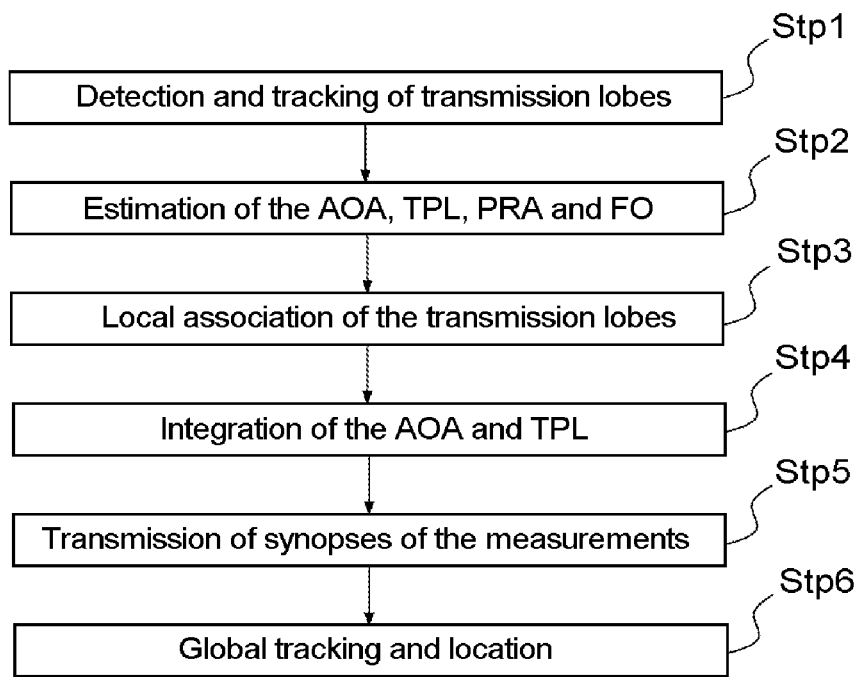 Stp1
Detection and tracking of transmission lobes
Stp2
Estimation of the AOA, TPL, PRA and FO
Stp3
Local association of the transmission lobes
Stp4
Integration of the AOA and TPL
Stp5
Transmission of synopses of the measurements
Stp6
Global tracking and location